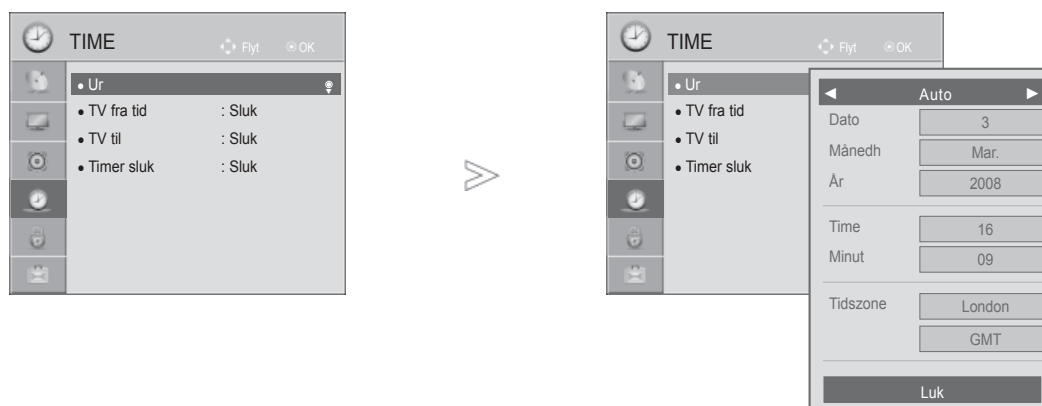 TIME Flyt OK
• Ur
• TV fra tid : Sluk
• TV til : Sluk
• Timer sluk : Sluk
TIME Flyt OK
• Ur
• TV fra tid
• TV til
• Timer sluk
◄ Auto ►
Dato 3
Månedh Mar.
År 2008
Time 16
Minut 09
Tidszone London
GMT
Luk